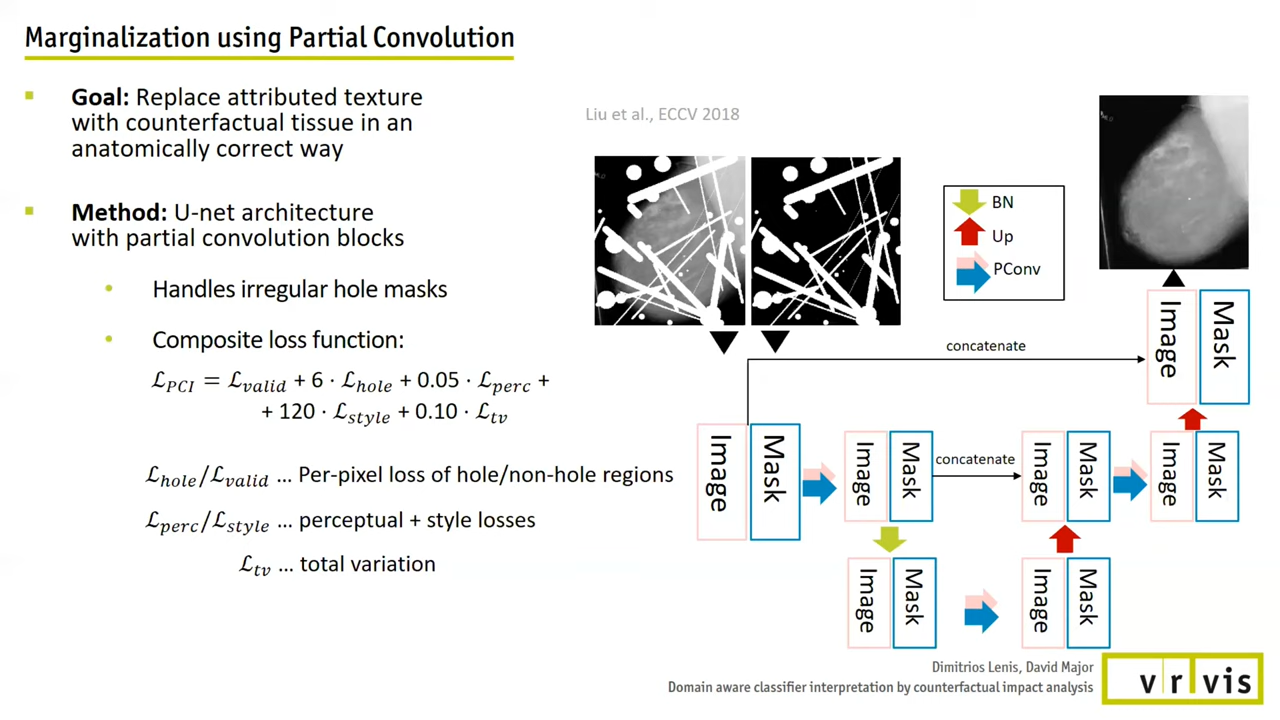 Marginalization using Partial Convolution
Goal: Replace attributed texture
with counterfactual tissue in an
anatomically correct way
Method: U-net architecture
with partial convolution blocks
Handles irregular hole masks
Composite loss function:
ℒ_PCI = ℒ_valid + 6 · ℒ_hole + 0.05 · ℒ_perc +
+ 120 · ℒ_style + 0.10 · ℒ_tv
ℒ_hole/ℒ_valid … Per-pixel loss of hole/non-hole regions
ℒ_perc/ℒ_style … perceptual + style losses
ℒ_tv … total variation
Liu et al., ECCV 2018
BN
Up
PConv
Image
Mask
concatenate
Image
Mask
Image
Mask
concatenate
Image
Mask
Image
Mask
Image
Mask
Image
Mask
Dimitrios Lenis, David Major
Domain aware classifier interpretation by counterfactual impact analysis
vrvis